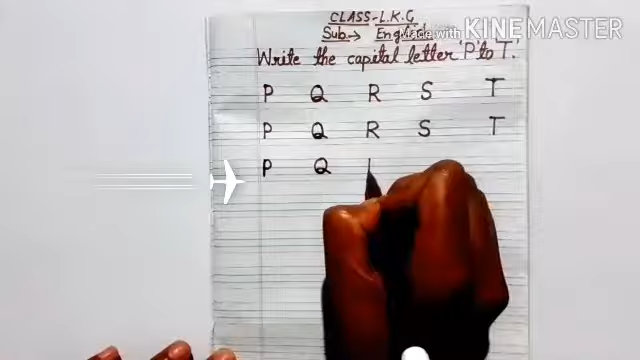 CLASS-L.K.G
Sub.→ English
Made with KINEMASTER
Write the capital letter 'P' to T'.
P Q R S T
P Q R S T
P Q